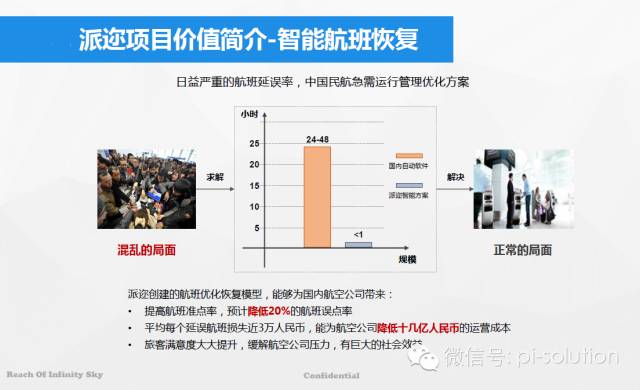 派迩项目价值简介-智能航班恢复
日益严重的航班延误率，中国民航急需运行管理优化方案
小时
25
20
15
10
5
24-48
<1
国内自动软件
派迩智能方案
规模
求解
解决
混乱的局面
正常的局面
派迩创建的航班优化恢复模型，能够为国内航空公司带来：
• 提高航班准点率，预计降低20%的航班误点率
• 平均每个延误航班损失近3万人民币，能为航空公司降低十几亿人民币的运营成本
• 旅客满意度大大提升，缓解航空公司压力，有巨大的社会效益
微信号: pi-solution
Reach Of Infinity Sky
Confidential